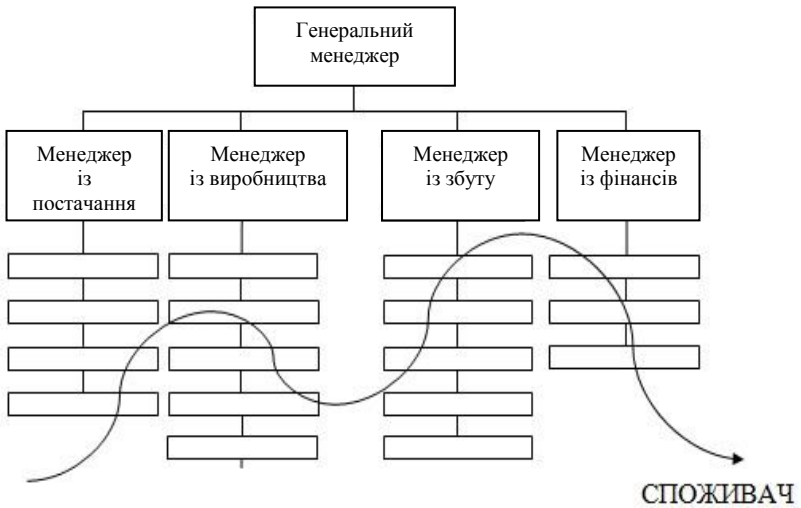 Генеральний
менеджер
Менеджер
із
постачання
Менеджер
із виробництва
Менеджер
із збуту
Менеджер
із фінансів
СПОЖИВАЧ